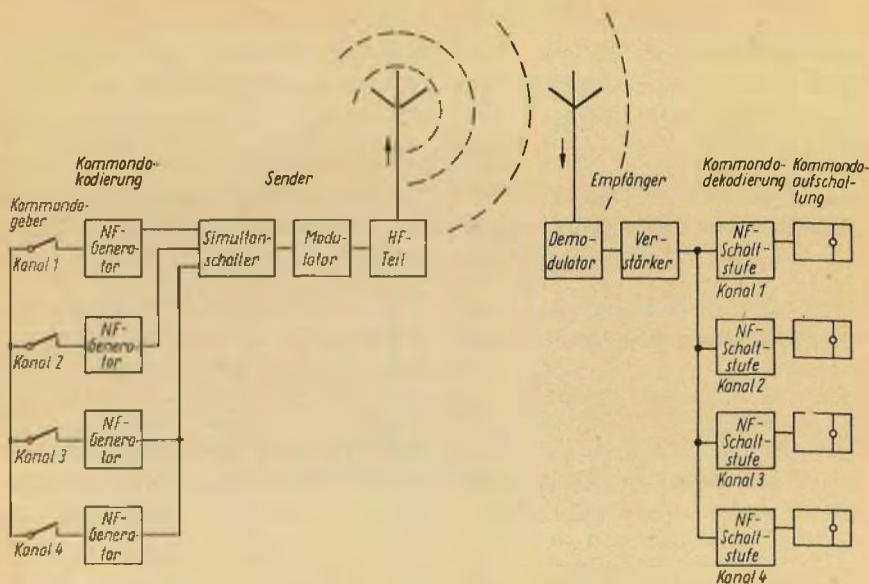 Kommando-
kodierung
Sender
Empfänger
Kommando-
dekodierung
Kommando-
aufschal-
tung
Kommando-
geber
Kanal 1
NF-
Generator-
tor
Simultan-
schalter
Modu-
lator
HF-
Teil
Demo-
dulator
Ver-
stärker
NF-
Schalt-
stufe
Kanal 1
Kanal 2
NF-
Genera-
tor
NF-
Schalt-
stufe
Kanal 2
Kanal 3
NF-
Genera-
tor
NF-
Schalt-
stufe
Kanal 3
Kanal 4
NF-
Genera-
tor
NF-
Schalt-
stufe
Kanal 4